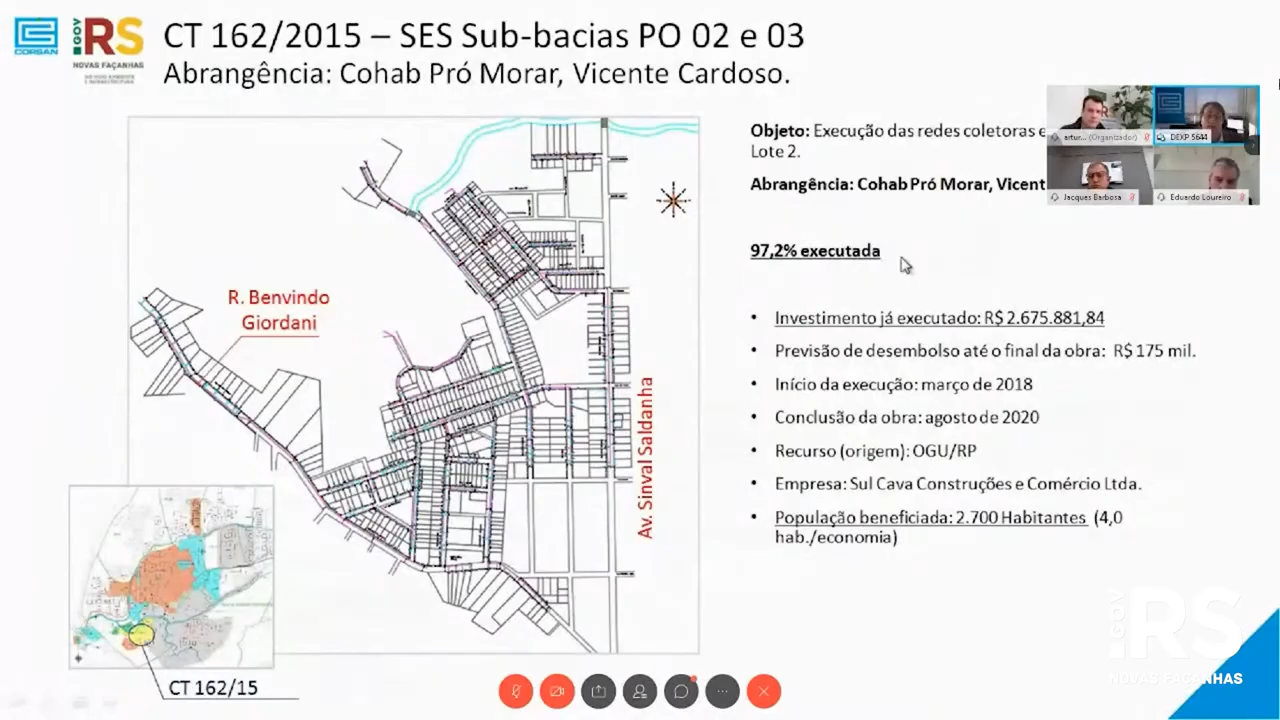 CORSAN
GOV
RS
NOVAS FAÇANHAS
CT 162/2015 – SES Sub-bacias PO 02 e 03
Abrangência: Cohab Pró Morar, Vicente Cardoso.
artur... (Organizador)
DEXP 5644
Jacques Barbosa
Eduardo Loureiro
Objeto: Execução das redes coletoras e
Lote 2.
Abrangência: Cohab Pró Morar, Vicent
97,2% executada
• Investimento já executado: R$ 2.675.881,84
• Previsão de desembolso até o final da obra: R$ 175 mil.
• Início da execução: março de 2018
• Conclusão da obra: agosto de 2020
• Recurso (origem): OGU/RP
• Empresa: Sul Cava Construções e Comércio Ltda.
• População beneficiada: 2.700 Habitantes (4,0
hab./economia)
R. Benvindo
Giordani
Av. Sinval Saldanha
CT 162/15
GOV
RS
NOVAS FAÇANHAS